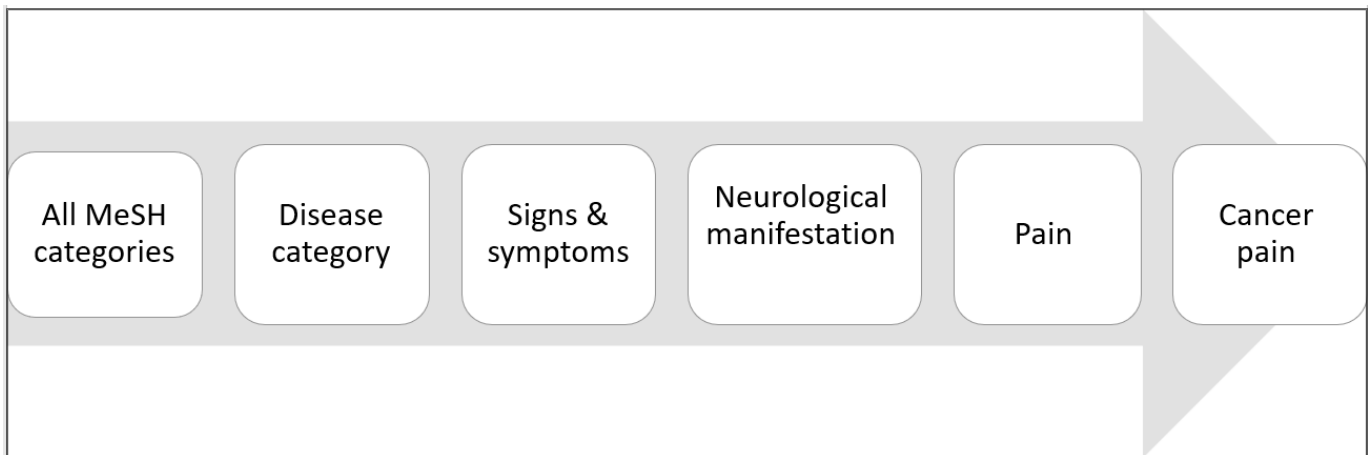 All MeSH
categories
Disease
category
Signs &
symptoms
Neurological
manifestation
Pain
Cancer
pain